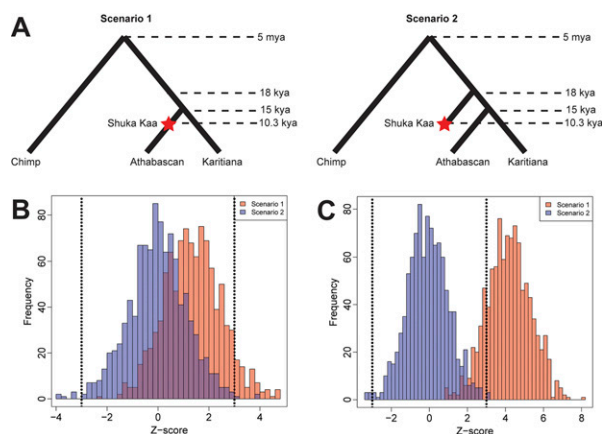 A
Scenario 1
5 mya
18 kya
15 kya
10.3 kya
Shuka Kaa
Chimp
Athabascan
Karitiana
Scenario 2
5 mya
18 kya
15 kya
10.3 kya
Shuka Kaa
Chimp
Athabascan
Karitiana
B
Scenario 1
Scenario 2
Frequency
80
60
40
20
0
-4 -2 0 2 4
Z-score
C
Scenario 1
Scenario 2
Frequency
80
60
40
20
0
-2 0 2 4 6 8
Z-score